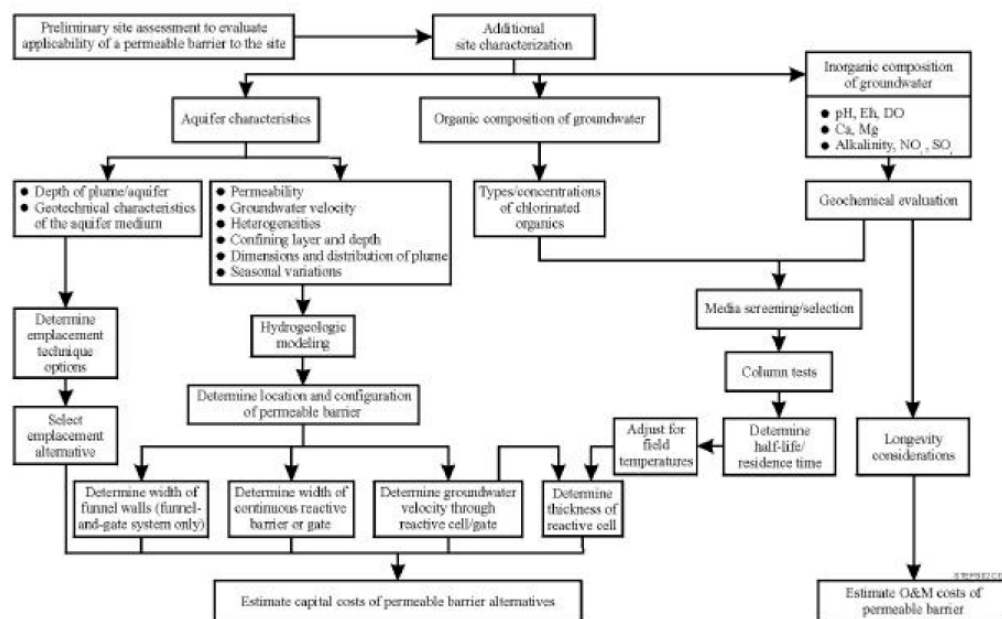 Preliminary site assessment to evaluate
applicability of a permeable barrier to the site
Additional
site characterization
Inorganic composition
of groundwater
● pH, Eh, DO
● Ca, Mg
● Alkalinity, NO , SO
Aquifer characteristics
Organic composition of groundwater
● Depth of plume/aquifer
● Geotechnical characteristics
of the aquifer medium
● Permeability
● Groundwater velocity
● Heterogeneities
● Confining layer and depth
● Dimensions and distribution of plume
● Seasonal variations
Types/concentrations
of chlorinated
organics
Geochemical evaluation
Media screening/selection
Determine
emplacement
technique
options
Hydrogeologic
modeling
Column tests
Determine location and configuration
of permeable barrier
Select
emplacement
alternative
Adjust for
field
temperatures
Determine
half-life/
residence time
Longevity
considerations
Determine width of
funnel walls (funnel-
and-gate system only)
Determine width of
continuous reactive
barrier or gate
Determine groundwater
velocity through
reactive cell/gate
Determine
thickness of
reactive cell
Estimate capital costs of permeable barrier alternatives
Estimate O&M costs of
permeable barrier